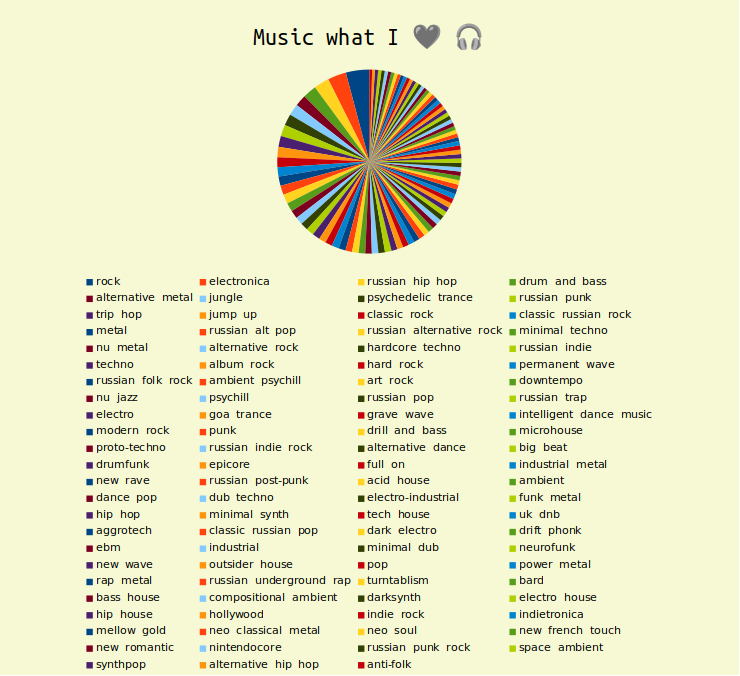 Music what I 🖤 🎧
rock electronica russian hip hop drum and bass
alternative metal jungle psychedelic trance russian punk
trip hop jump up classic rock classic russian rock
metal russian alt pop russian alternative rock minimal techno
nu metal alternative rock hardcore techno russian indie
techno album rock hard rock permanent wave
russian folk rock ambient psychill art rock downtempo
nu jazz psychill russian pop russian trap
electro goa trance grave wave intelligent dance music
modern rock punk drill and bass microhouse
proto-techno russian indie rock alternative dance big beat
drumfunk epicore full on industrial metal
new rave russian post-punk acid house ambient
dance pop dub techno electro-industrial funk metal
hip hop minimal synth tech house uk dnb
aggrotech classic russian pop dark electro drift phonk
ebm industrial minimal dub neurofunk
new wave outsider house pop power metal
rap metal russian underground rap turntablism bard
bass house compositional ambient darksynth electro house
hip house hollywood indie rock indietronica
mellow gold neo classical metal neo soul new french touch
new romantic nintendocore russian punk rock space ambient
synthpop alternative hip hop anti-folk